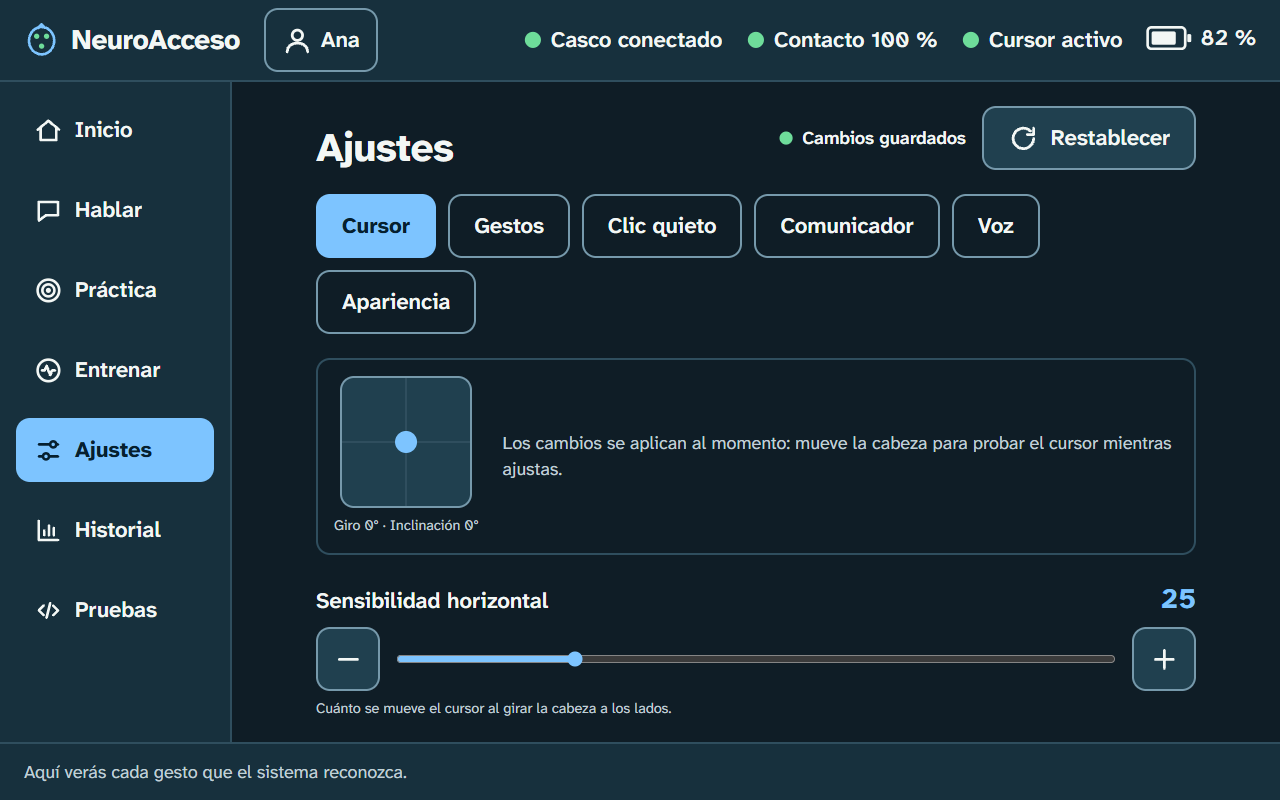 NeuroAcceso
Ana
Casco conectado
Contacto 100 %
Cursor activo
82 %
Inicio
Hablar
Práctica
Entrenar
Ajustes
Historial
Pruebas
Ajustes
Cambios guardados
Restablecer
Cursor
Gestos
Clic quieto
Comunicador
Voz
Apariencia
Los cambios se aplican al momento: mueve la cabeza para probar el cursor mientras
ajustas.
Giro 0° · Inclinación 0°
Sensibilidad horizontal
25
Cuánto se mueve el cursor al girar la cabeza a los lados.
Aquí verás cada gesto que el sistema reconozca.